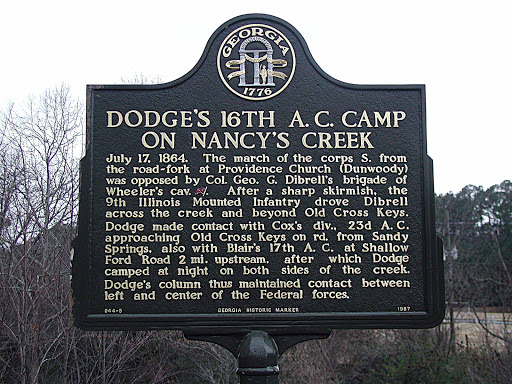 GEORGIA
1776
DODGE'S 16TH A.C. CAMP
ON NANCY'S CREEK
July 17, 1864. The march of the corps S. from
the road-fork at Providence Church (Dunwoody)
was opposed by Col. Geo. G. Dibrell's brigade of
Wheeler's cav. After a sharp skirmish, the
9th Illinois Mounted Infantry drove Dibrell
across the creek and beyond Old Cross Keys.
Dodge made contact with Cox's div., 23d A.C.
approaching Old Cross Keys on rd. from Sandy
Springs, also with Blair's 17th A.C. at Shallow
Ford Road 2 mi. upstream, after which Dodge
camped at night on both sides of the creek.
Dodge's column thus maintained contact between
left and center of the Federal forces.
GEORGIA HISTORIC MARKER
1987